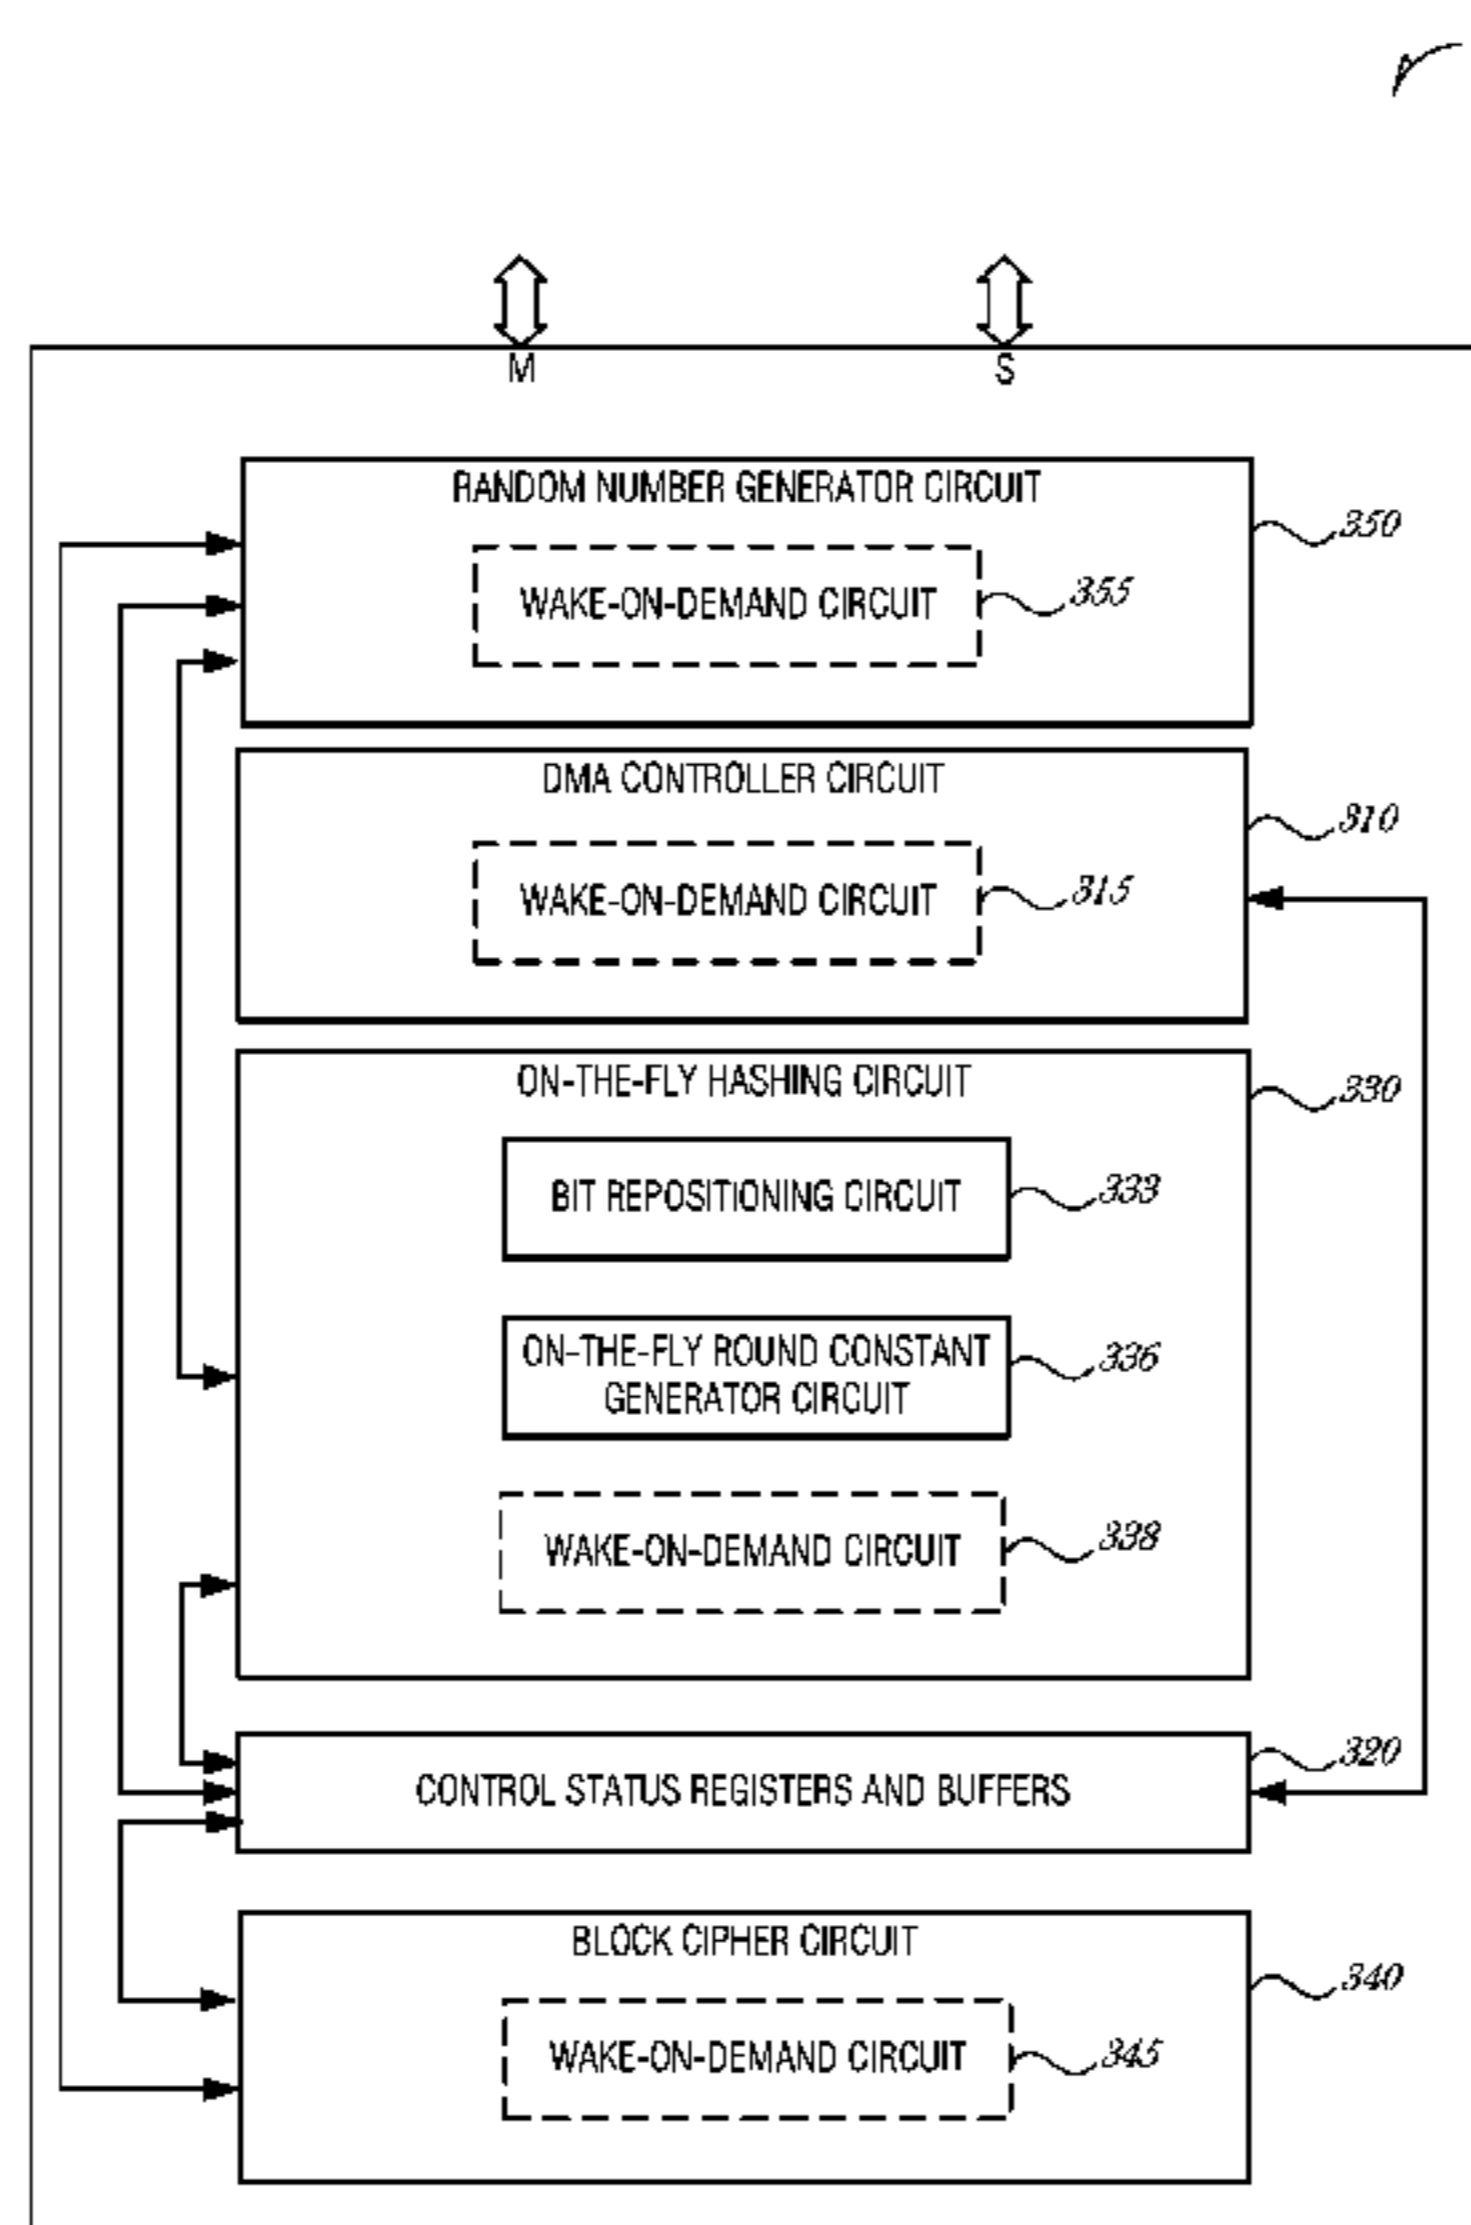 M
S
RANDOM NUMBER GENERATOR CIRCUIT
350
WAKE-ON-DEMAND CIRCUIT
355
DMA CONTROLLER CIRCUIT
310
WAKE-ON-DEMAND CIRCUIT
315
ON-THE-FLY HASHING CIRCUIT
330
BIT REPOSITIONING CIRCUIT
333
ON-THE-FLY ROUND CONSTANT
GENERATOR CIRCUIT
336
WAKE-ON-DEMAND CIRCUIT
338
CONTROL STATUS REGISTERS AND BUFFERS
320
BLOCK CIPHER CIRCUIT
340
WAKE-ON-DEMAND CIRCUIT
345